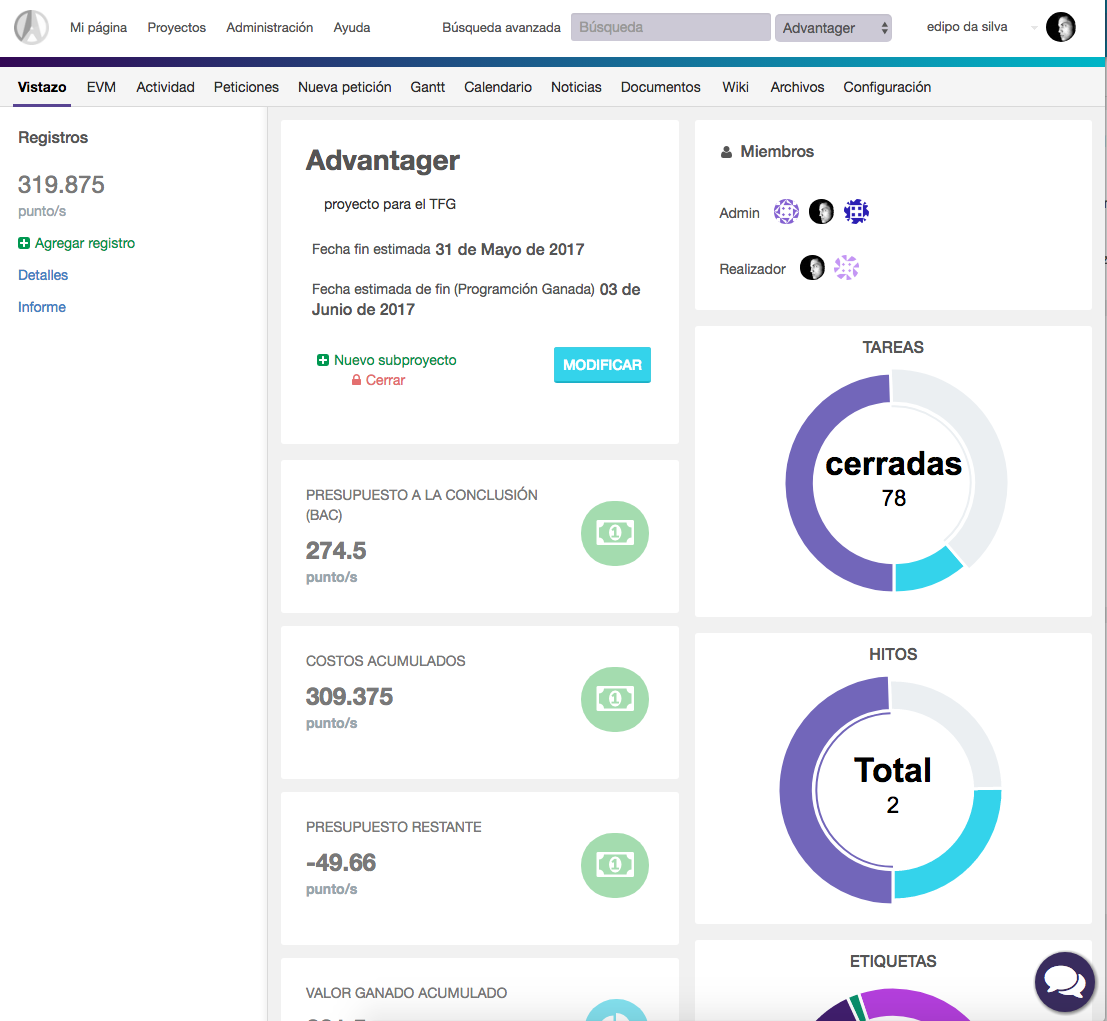 Mi página Proyectos Administración Ayuda Búsqueda avanzada Búsqueda Advantager edipo da silva
Vistazo EVM Actividad Peticiones Nueva petición Gantt Calendario Noticias Documentos Wiki Archivos Configuración
Registros
319.875
punto/s
Agregar registro
Detalles
Informe
Advantager
proyecto para el TFG
Fecha fin estimada 31 de Mayo de 2017
Fecha estimada de fin (Programción Ganada) 03 de
Junio de 2017
Nuevo subproyecto
Cerrar
MODIFICAR
PRESUPUESTO A LA CONCLUSIÓN
(BAC)
274.5
punto/s
1
COSTOS ACUMULADOS
309.375
punto/s
1
PRESUPUESTO RESTANTE
-49.66
punto/s
1
VALOR GANADO ACUMULADO
Miembros
Admin
Realizador
TAREAS
cerradas
78
HITOS
Total
2
ETIQUETAS